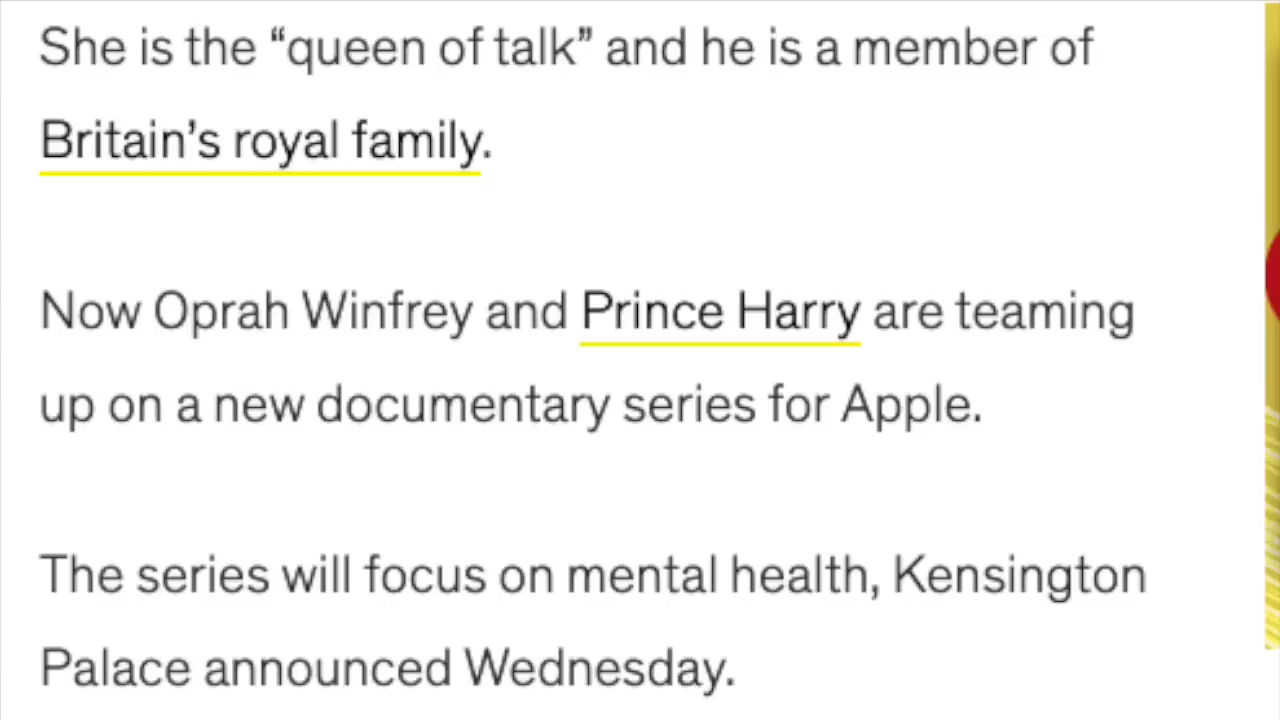 She is the “queen of talk” and he is a member of
Britain’s royal family.
Now Oprah Winfrey and Prince Harry are teaming
up on a new documentary series for Apple.
The series will focus on mental health, Kensington
Palace announced Wednesday.